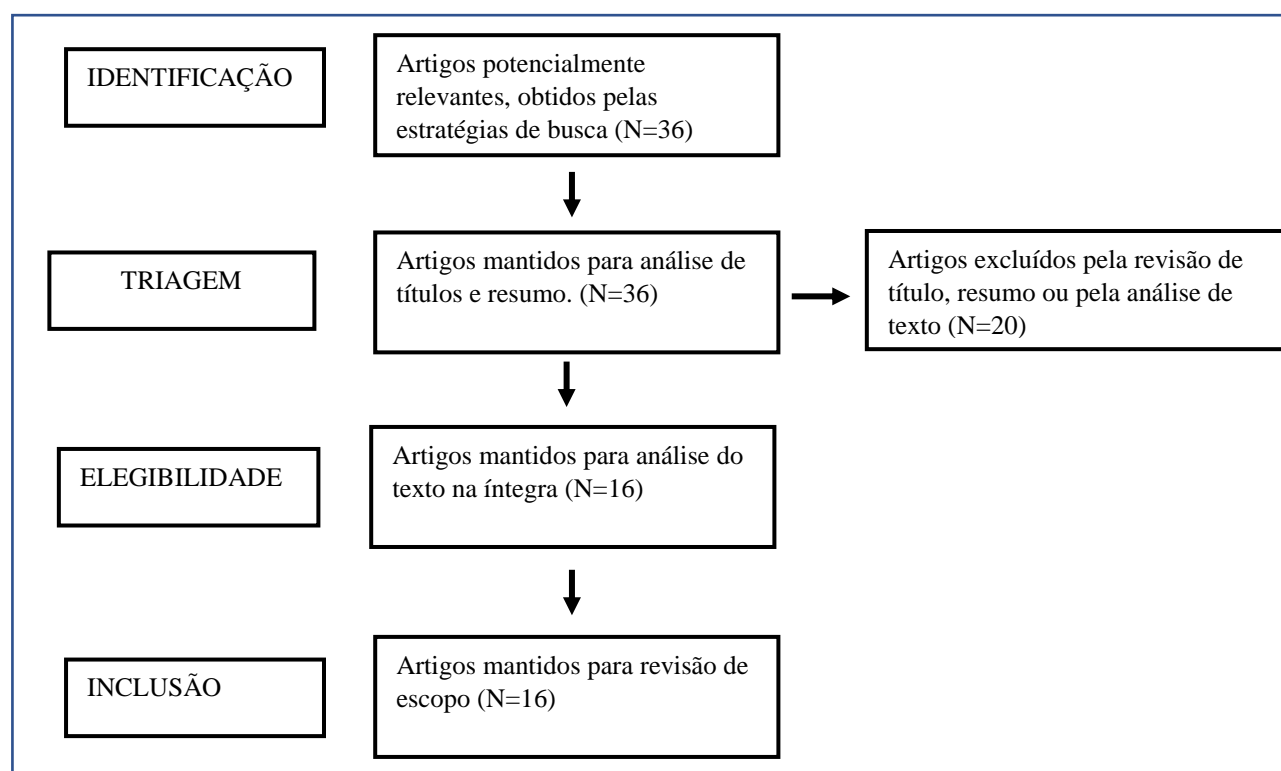 IDENTIFICAÇÃO
Artigos potencialmente
relevantes, obtidos pelas
estratégias de busca (N=36)
TRIAGEM
Artigos mantidos para análise de
títulos e resumo. (N=36)
Artigos excluídos pela revisão de
título, resumo ou pela análise de
texto (N=20)
ELEGIBILIDADE
Artigos mantidos para análise do
texto na íntegra (N=16)
INCLUSÃO
Artigos mantidos para revisão de
escopo (N=16)